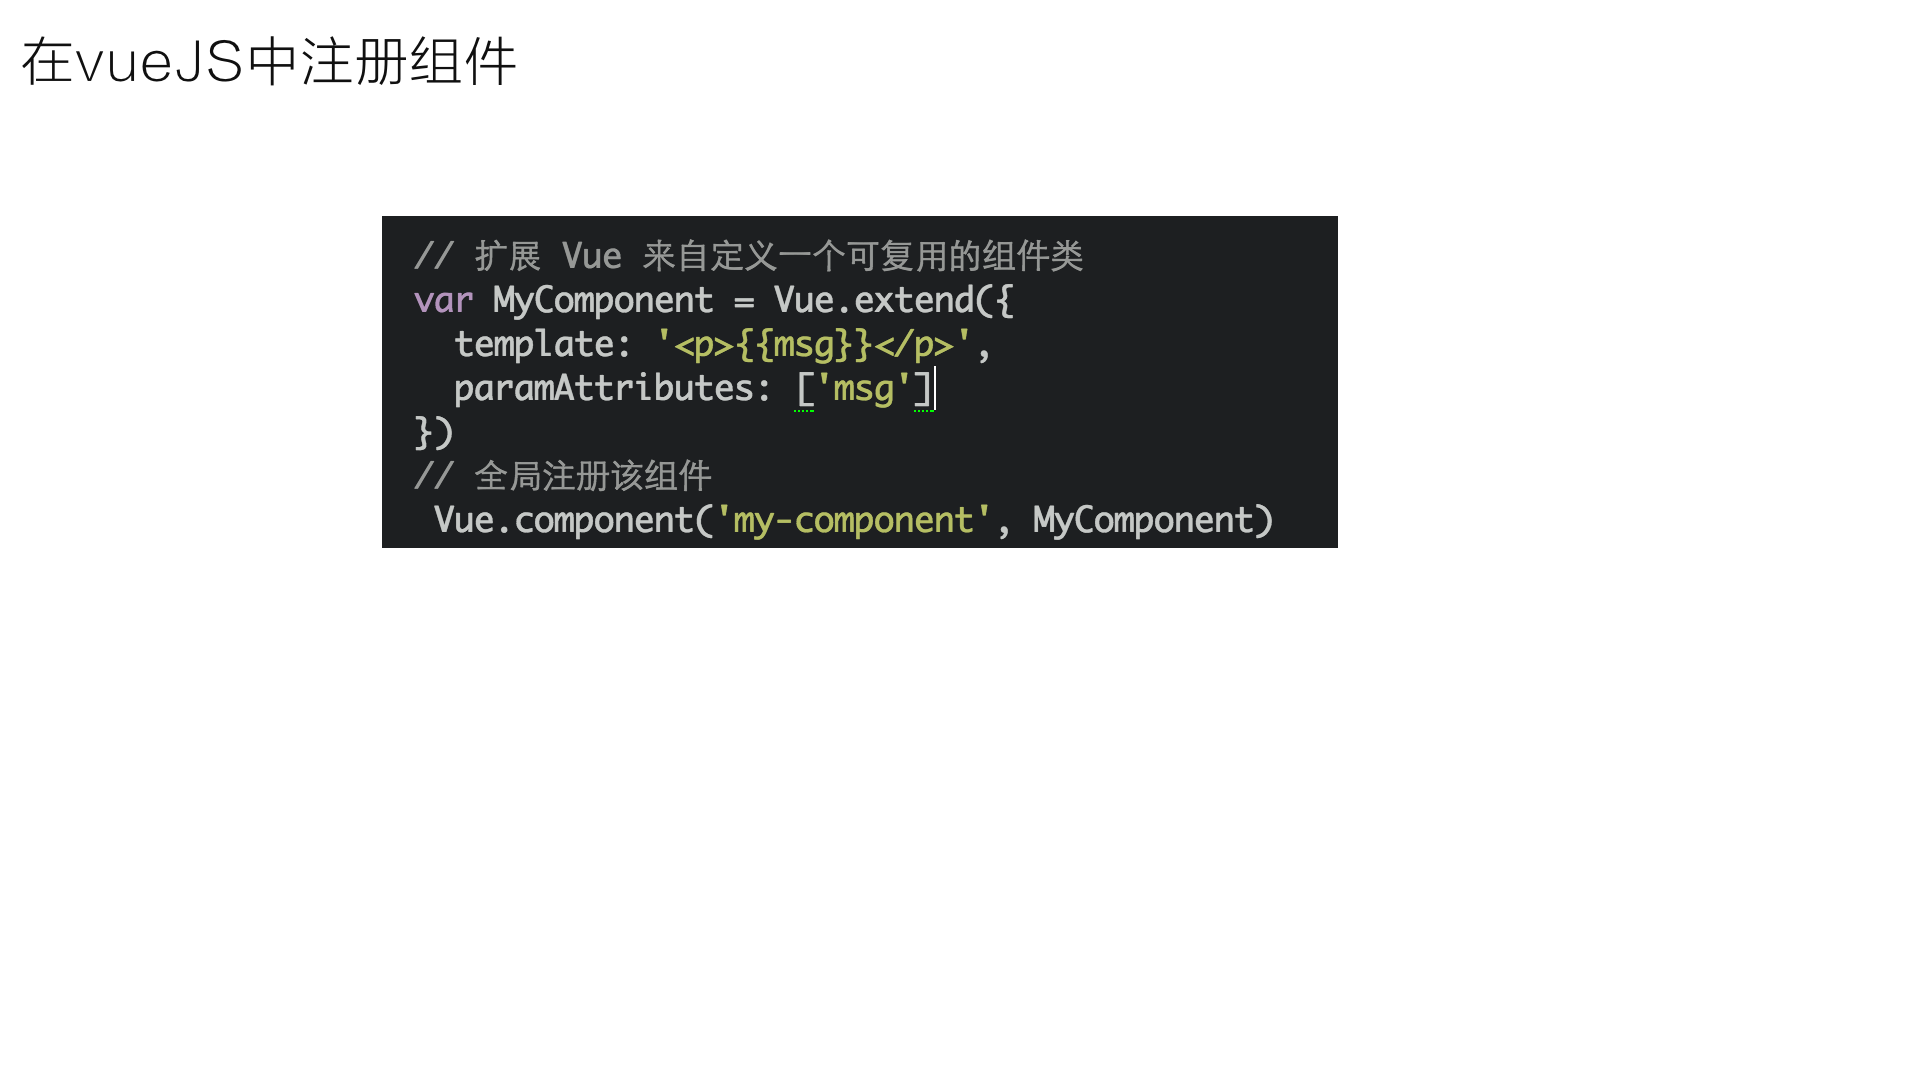 在vueJS中注册组件
// 扩展 Vue 来自定义一个可复用的组件类
var MyComponent = Vue.extend({
  template: '<p>{{msg}}</p>',
  paramAttributes: ['msg']
})
// 全局注册该组件
 Vue.component('my-component', MyComponent)